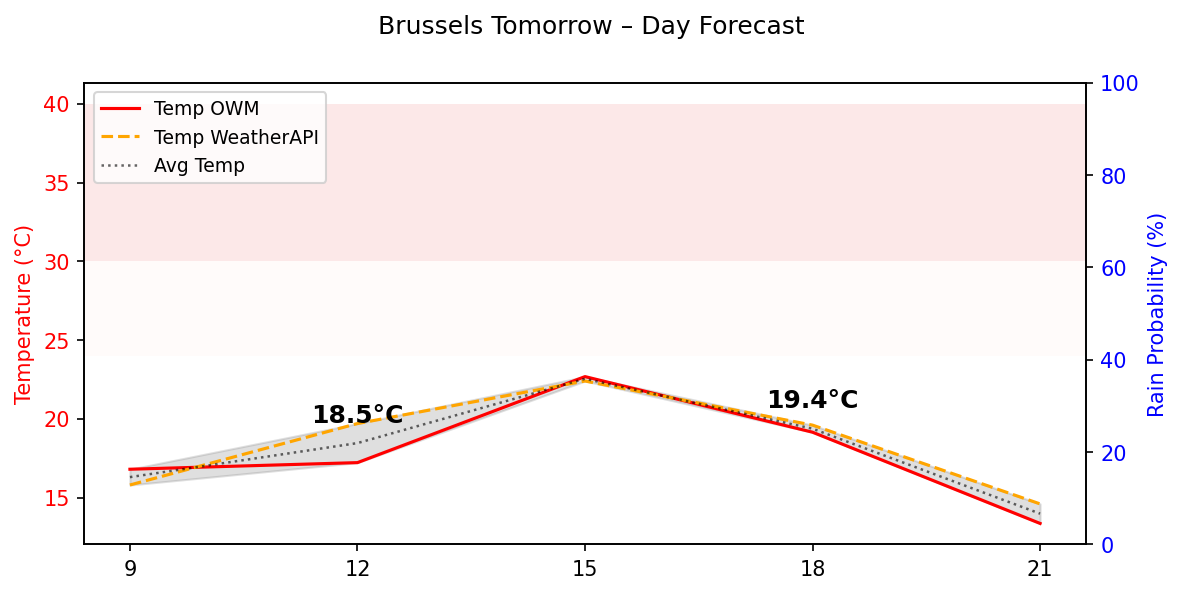 Brussels Tomorrow – Day Forecast
Temp OWM
Temp WeatherAPI
Avg Temp
Temperature (°C)
40
35
30
25
20
15
18.5°C
19.4°C
100
80
60
40
20
0
Rain Probability (%)
9
12
15
18
21